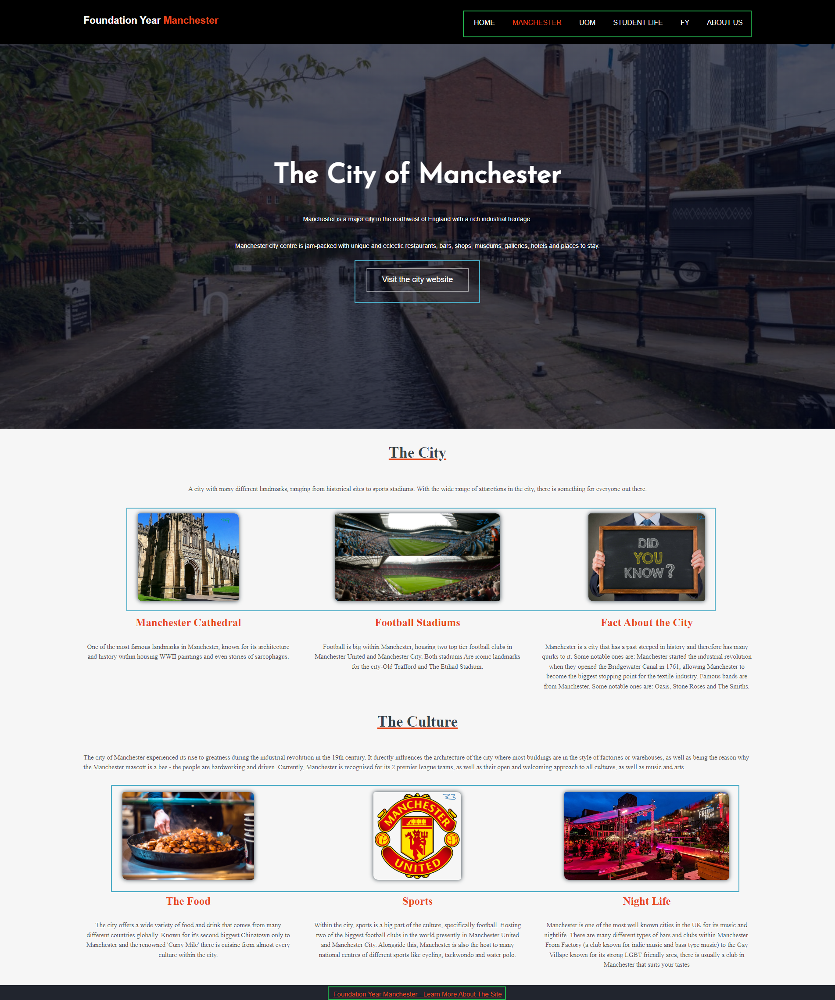 Foundation Year Manchester
HOME MANCHESTER UOM STUDENT LIFE FY ABOUT US
The City of Manchester
Manchester is a major city in the northwest of England with a rich industrial heritage.
Manchester city centre is jam-packed with unique and eclectic restaurants, bars, shops, museums, galleries, hotels and places to stay.
Visit the city website
The City
A city with many different landmarks, ranging from historical sites to sports stadiums. With the wide range of attarctions in the city, there is something for everyone out there.
33
DID
YOU
KNOW?
Manchester Cathedral
One of the most famous landmarks in Manchester, known for its architecture
and history within housing WWII paintings and even stories of sarcophagus.
Football Stadiums
Football is big within Manchester, housing two top tier football clubs in
Manchester United and Manchester City. Both stadiums Are iconic landmarks
for the city-Old Trafford and The Etihad Stadium.
Fact About the City
Manchester is a city that has a past steeped in history and therefore has many
quirks to it. Some notable ones are: Manchester started the industrial revolution
when they opened the Bridgewater Canal in 1761, allowing Manchester to
become the biggest stopping point for the textile industry. Famous bands are
from Manchester. Some notable ones are: Oasis, Stone Roses and The Smiths.
The Culture
The city of Manchester experienced its rise to greatness during the industrial revolution in the 19th century. It directly influences the architecture of the city where most buildings are in the style of factories or warehouses, as well as being the reason why
the Manchester mascott is a bee - the people are hardworking and driven. Currently, Manchester is recognised for its 2 premier league teams, as well as their open and welcoming approach to all cultures, as well as music and arts.
33
MANCHESTER
UNITED
FREIGHT
ISLAND
The Food
The city offers a wide variety of food and drink that comes from many
different countries globally. Known for it's second biggest Chinatown only to
Manchester and the renowned 'Curry Mile' there is cuisine from almost every
culture within the city.
Sports
Within the city, sports is a big part of the culture, specifically football. Hosting
two of the biggest football clubs in the world presently in Manchester United
and Manchester City. Alongside this, Manchester is also the host to many
national centres of different sports like cycling, taekwondo and water polo.
Night Life
Manchester is one of the most well known cities in the UK for its music and
nightlife. There are many different types of bars and clubs within Manchester.
From Factory (a club known for indie music and bass type music) to the Gay
Village known for its strong LGBT friendly area, there is usually a club in
Manchester that suits your tastes
Foundation Year Manchester - Learn More About The Site